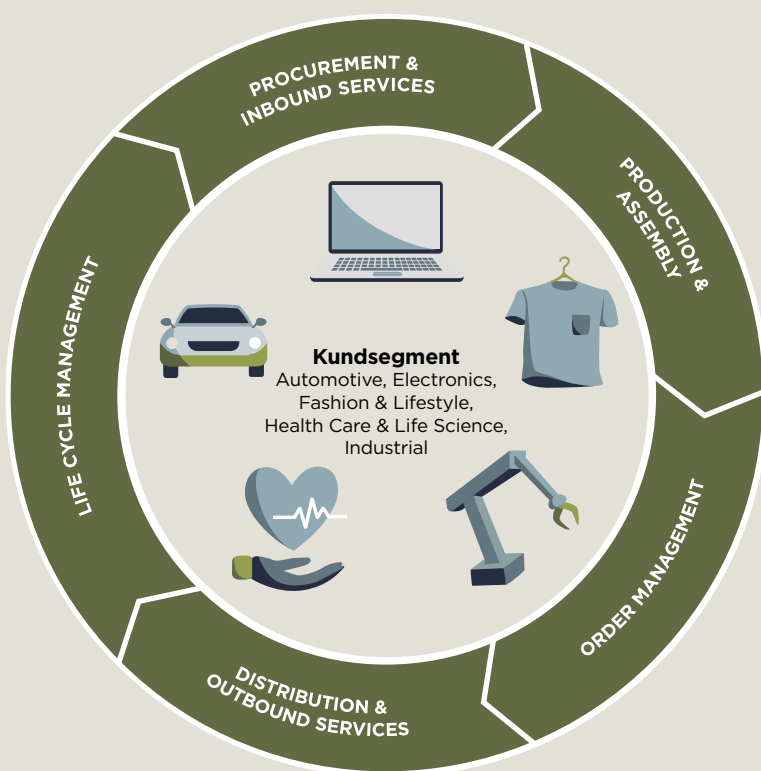 PROCUREMENT &
INBOUND SERVICES
PRODUCTION &
ASSEMBLY
ORDER MANAGEMENT
DISTRIBUTION &
OUTBOUND SERVICES
LIFE CYCLE MANAGEMENT
Kundsegment
Automotive, Electronics,
Fashion & Lifestyle,
Health Care & Life Science,
Industrial